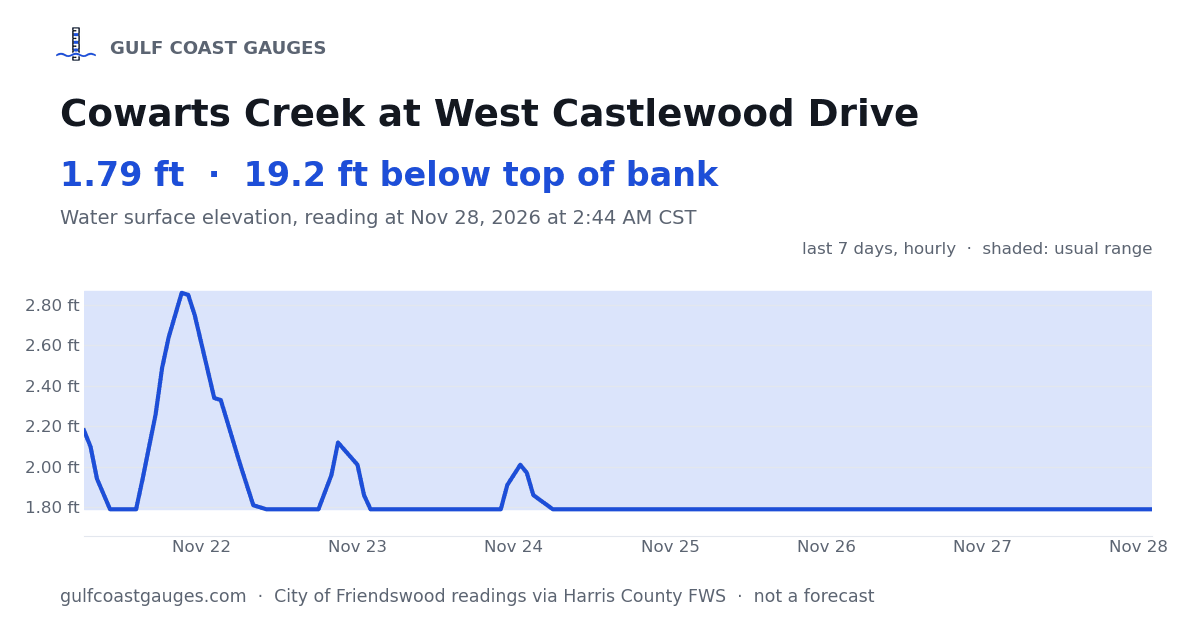 GULF COAST GAUGES
Cowarts Creek at West Castlewood Drive
1.79 ft · 19.2 ft below top of bank
Water surface elevation, reading at Nov 28, 2026 at 2:44 AM CST
last 7 days, hourly · shaded: usual range
2.80 ft
2.60 ft
2.40 ft
2.20 ft
2.00 ft
1.80 ft
Nov 22 Nov 23 Nov 24 Nov 25 Nov 26 Nov 27 Nov 28
gulfcoastgauges.com · City of Friendswood readings via Harris County FWS · not a forecast